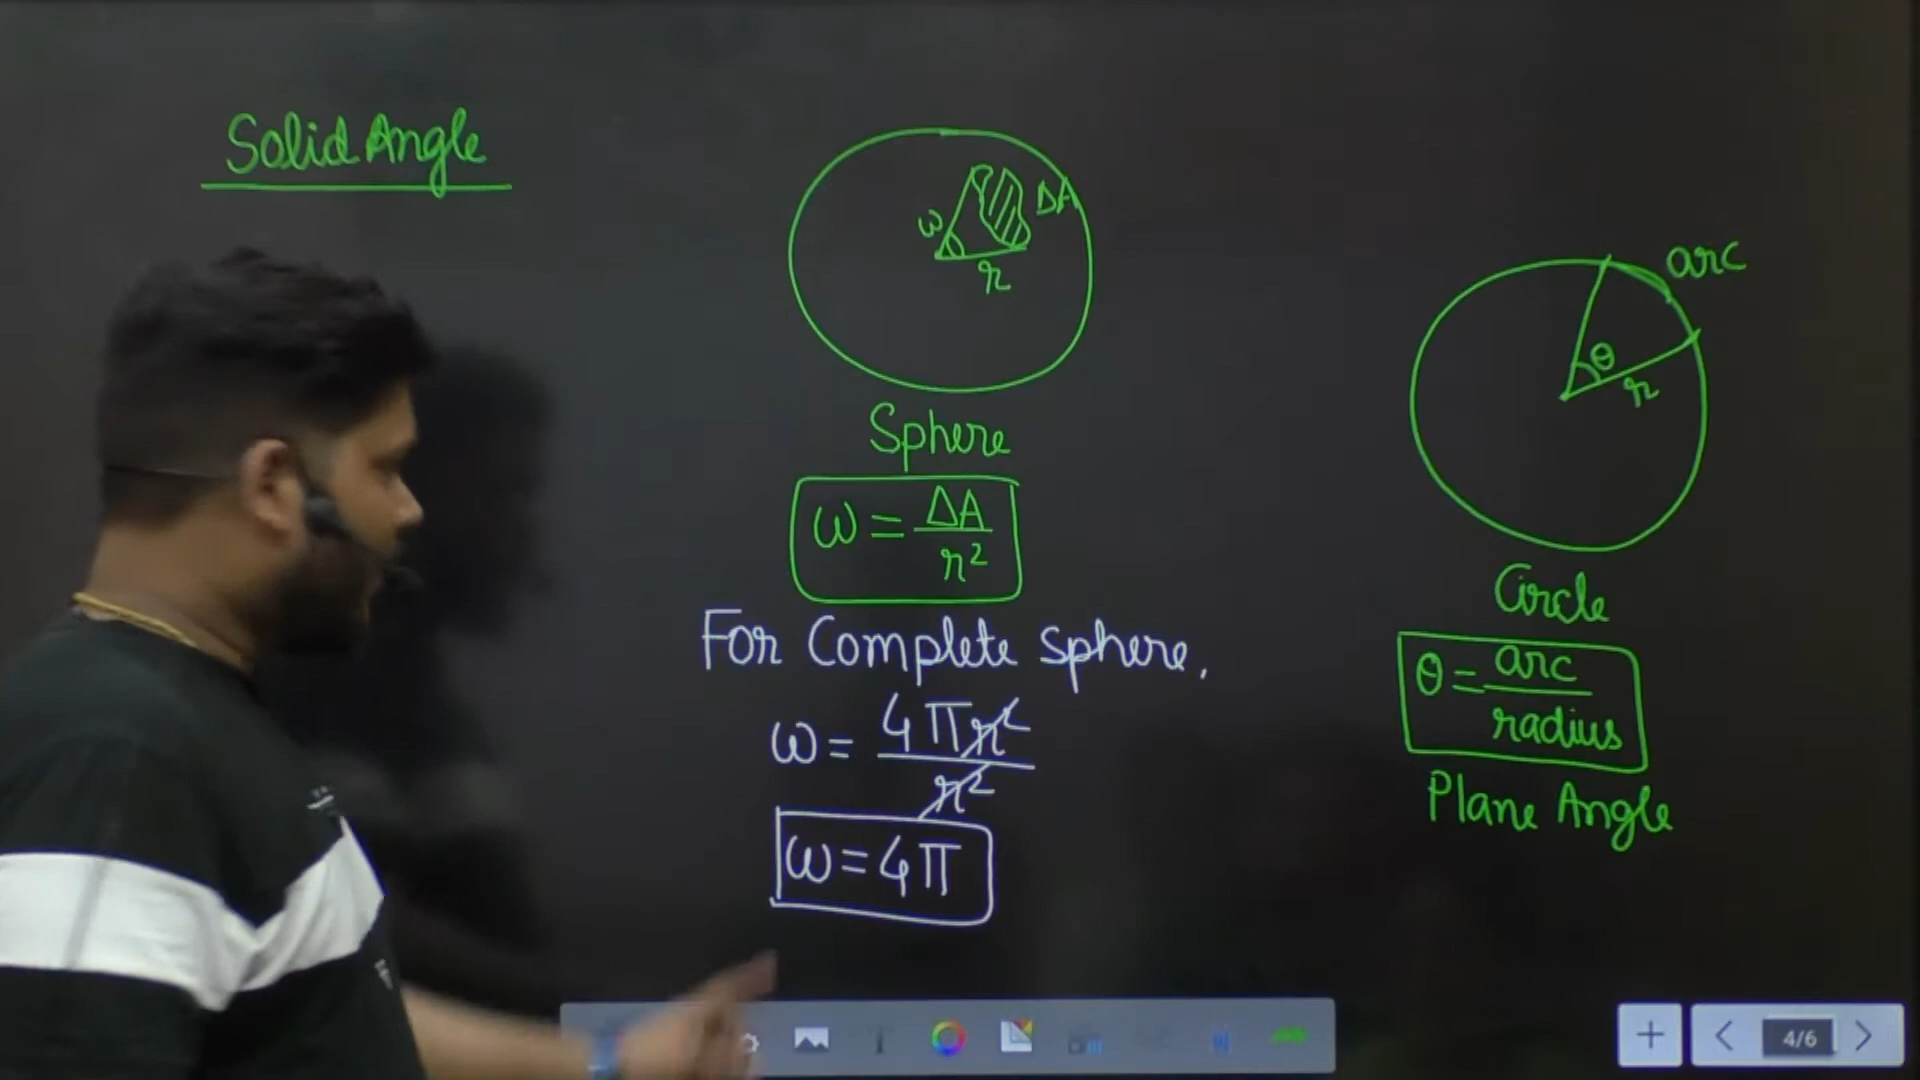 Solid Angle
ω
ΔA
r
Sphere
ω = ΔA / r²
For Complete sphere,
ω = 4πr² / r²
ω = 4π
arc
θ
r
Circle
θ = arc / radius
Plane Angle
4/6